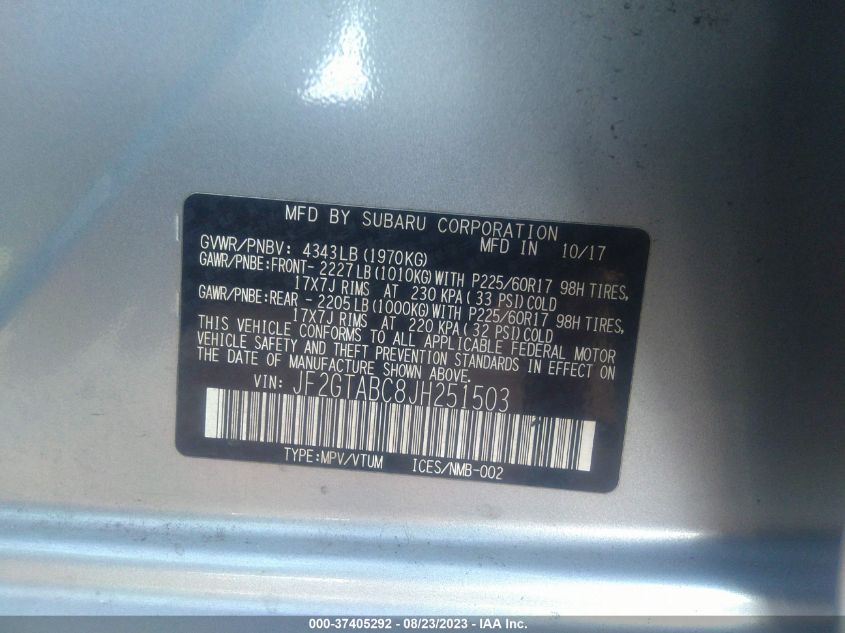 MFD BY SUBARU CORPORATION
MFD IN 10/17
GVWR/PNBV: 4343LB (1970KG)
GAWR/PNBE:FRONT- 2227LB (1010KG) WITH P225/60R17 98H TIRES,
17X7J RIMS AT 230 KPA (33 PSI) COLD
GAWR/PNBE:REAR - 2205LB (1000KG) WITH P225/60R17 98H TIRES,
17X7J RIMS AT 220 KPA (32 PSI) COLD
THIS VEHICLE CONFORMS TO ALL APPLICABLE FEDERAL MOTOR
VEHICLE SAFETY AND THEFT PREVENTION STANDARDS IN EFFECT ON
THE DATE OF MANUFACTURE SHOWN ABOVE.
VIN: JF2GTABC8JH251503
TYPE:MPV/VTUM ICES/NMB-002
000-37405292 - 08/23/2023 - IAA Inc.